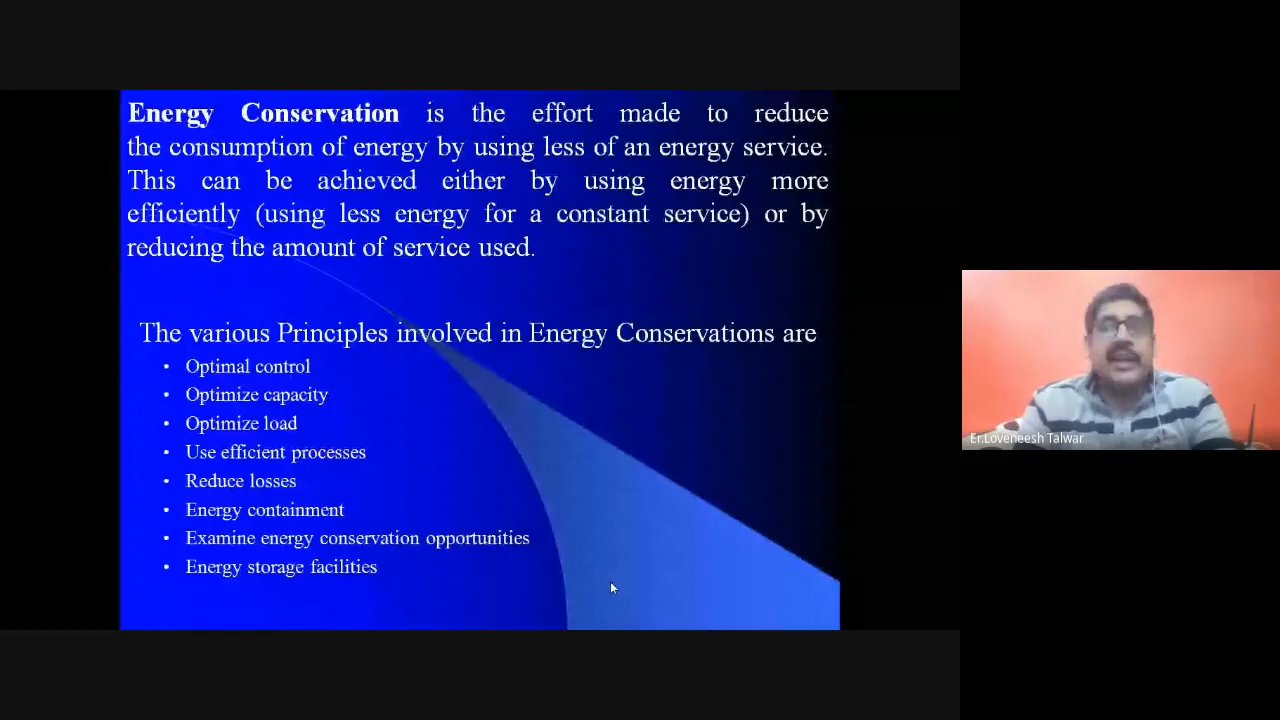 Energy Conservation is the effort made to reduce
the consumption of energy by using less of an energy service.
This can be achieved either by using energy more
efficiently (using less energy for a constant service) or by
reducing the amount of service used.
The various Principles involved in Energy Conservations are
• Optimal control
• Optimize capacity
• Optimize load
• Use efficient processes
• Reduce losses
• Energy containment
• Examine energy conservation opportunities
• Energy storage facilities
Er.Loveneesh Talwar